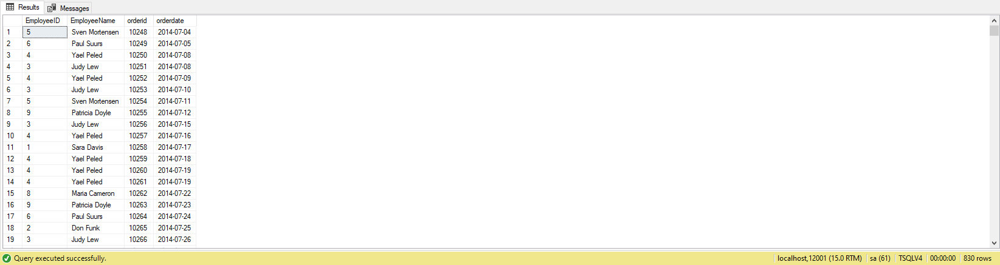 Results Messages
EmployeeID EmployeeName orderid orderdate
1 5 Sven Mortensen 10248 2014-07-04
2 6 Paul Suurs 10249 2014-07-05
3 4 Yael Peled 10250 2014-07-08
4 3 Judy Lew 10251 2014-07-08
5 4 Yael Peled 10252 2014-07-09
6 3 Judy Lew 10253 2014-07-10
7 5 Sven Mortensen 10254 2014-07-11
8 9 Patricia Doyle 10255 2014-07-12
9 3 Judy Lew 10256 2014-07-15
10 4 Yael Peled 10257 2014-07-16
11 1 Sara Davis 10258 2014-07-17
12 4 Yael Peled 10259 2014-07-18
13 4 Yael Peled 10260 2014-07-19
14 4 Yael Peled 10261 2014-07-19
15 8 Maria Cameron 10262 2014-07-22
16 9 Patricia Doyle 10263 2014-07-23
17 6 Paul Suurs 10264 2014-07-24
18 2 Don Funk 10265 2014-07-25
19 3 Judy Lew 10266 2014-07-26
Query executed successfully. localhost,12001 (15.0 RTM) sa (61) TSQLV4 00:00:00 830 rows